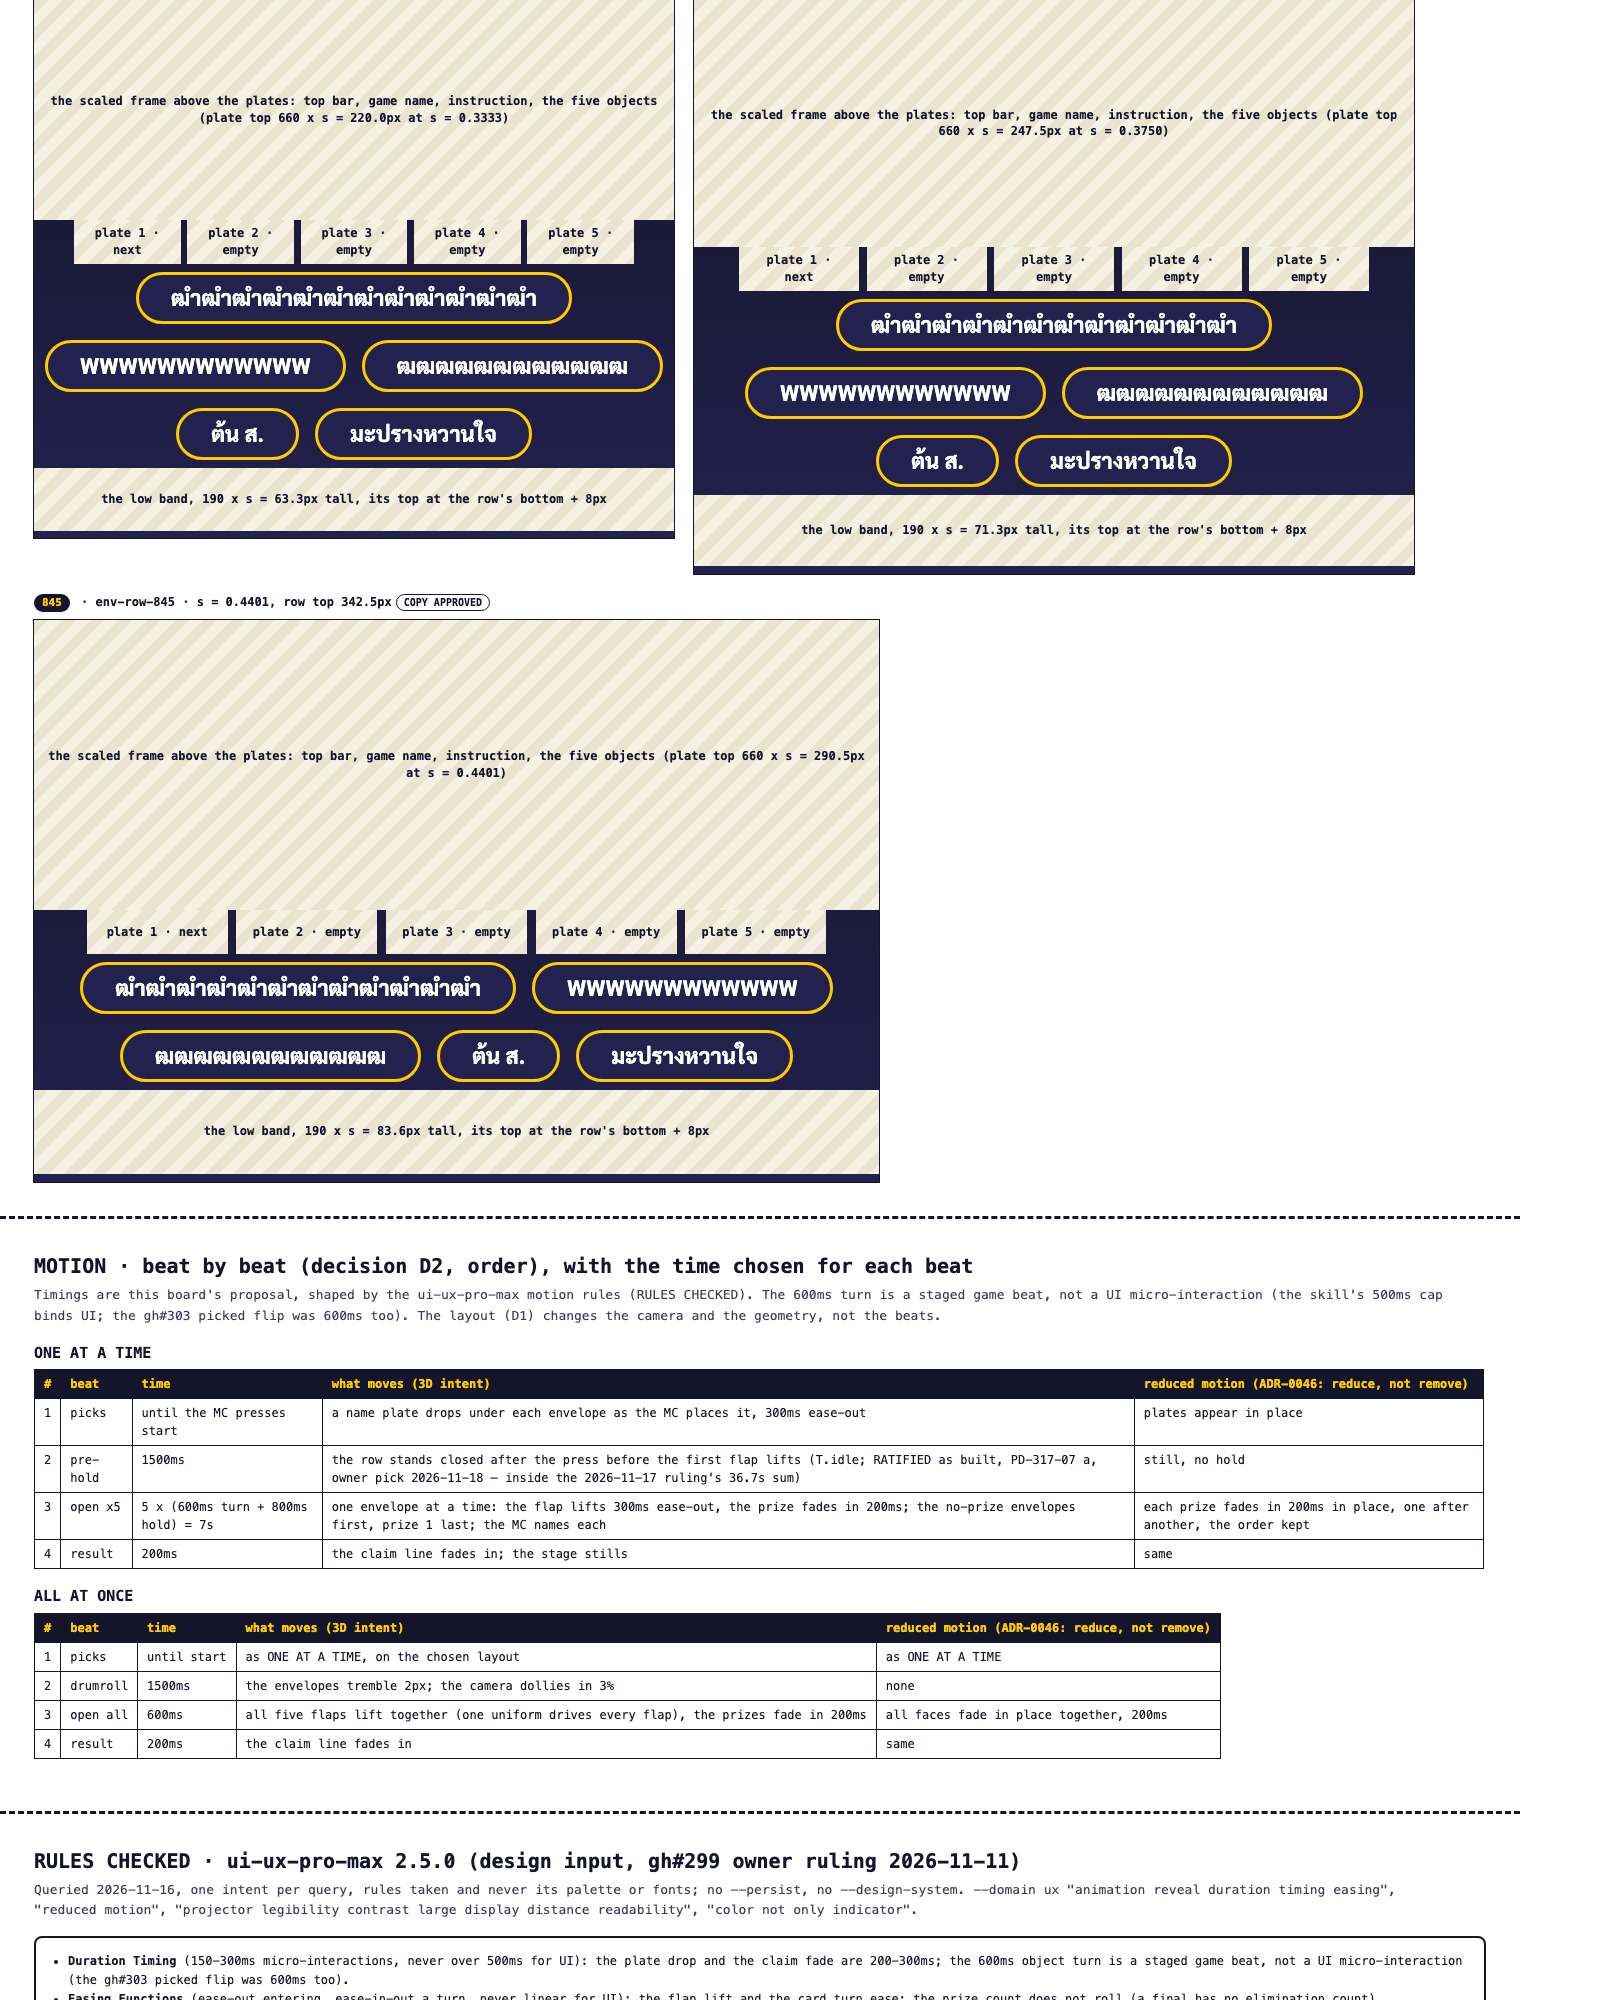 the scaled frame above the plates: top bar, game name, instruction, the five objects
(plate top 660 x s = 220.0px at s = 0.3333)
plate 1 ·
next
plate 2 ·
empty
plate 3 ·
empty
plate 4 ·
empty
plate 5 ·
empty
ฒำฒำฒำฒำฒำฒำฒำฒำฒำฒำฒำฒำ
WWWWWWWWWWWW
ฒฒฒฒฒฒฒฒฒฒฒฒ
ต้น ส.
มะปรางหวานใจ
the low band, 190 x s = 63.3px tall, its top at the row's bottom + 8px
the scaled frame above the plates: top bar, game name, instruction, the five objects (plate top
660 x s = 247.5px at s = 0.3750)
plate 1 ·
next
plate 2 ·
empty
plate 3 ·
empty
plate 4 ·
empty
plate 5 ·
empty
ฒำฒำฒำฒำฒำฒำฒำฒำฒำฒำฒำฒำ
WWWWWWWWWWWW
ฒฒฒฒฒฒฒฒฒฒฒฒ
ต้น ส.
มะปรางหวานใจ
the low band, 190 x s = 71.3px tall, its top at the row's bottom + 8px
845 · env-row-845 · s = 0.4401, row top 342.5px COPY APPROVED
the scaled frame above the plates: top bar, game name, instruction, the five objects (plate top 660 x s = 290.5px
at s = 0.4401)
plate 1 · next
plate 2 · empty
plate 3 · empty
plate 4 · empty
plate 5 · empty
ฒำฒำฒำฒำฒำฒำฒำฒำฒำฒำฒำฒำ
WWWWWWWWWWWW
ฒฒฒฒฒฒฒฒฒฒฒฒ
ต้น ส.
มะปรางหวานใจ
the low band, 190 x s = 83.6px tall, its top at the row's bottom + 8px
MOTION · beat by beat (decision D2, order), with the time chosen for each beat
Timings are this board's proposal, shaped by the ui-ux-pro-max motion rules (RULES CHECKED). The 600ms turn is a staged game beat, not a UI micro-interaction (the skill's 500ms cap
binds UI; the gh#303 picked flip was 600ms too). The layout (D1) changes the camera and the geometry, not the beats.
ONE AT A TIME
# beat time what moves (3D intent) reduced motion (ADR-0046: reduce, not remove)
1 picks until the MC presses start a name plate drops under each envelope as the MC places it, 300ms ease-out plates appear in place
2 pre-hold 1500ms the row stands closed after the press before the first flap lifts (T.idle; RATIFIED as built, PD-317-07 a, owner pick 2026-11-18 — inside the 2026-11-17 ruling's 36.7s sum) still, no hold
3 open x5 5 x (600ms turn + 800ms hold) = 7s one envelope at a time: the flap lifts 300ms ease-out, the prize fades in 200ms; the no-prize envelopes first, prize 1 last; the MC names each each prize fades in 200ms in place, one after another, the order kept
4 result 200ms the claim line fades in; the stage stills same
ALL AT ONCE
# beat time what moves (3D intent) reduced motion (ADR-0046: reduce, not remove)
1 picks until start as ONE AT A TIME, on the chosen layout as ONE AT A TIME
2 drumroll 1500ms the envelopes tremble 2px; the camera dollies in 3% none
3 open all 600ms all five flaps lift together (one uniform drives every flap), the prizes fade in 200ms all faces fade in place together, 200ms
4 result 200ms the claim line fades in same
RULES CHECKED · ui-ux-pro-max 2.5.0 (design input, gh#299 owner ruling 2026-11-11)
Queried 2026-11-16, one intent per query, rules taken and never its palette or fonts; no --persist, no --design-system. --domain ux "animation reveal duration timing easing",
"reduced motion", "projector legibility contrast large display distance readability", "color not only indicator".
• Duration Timing (150-300ms micro-interactions, never over 500ms for UI): the plate drop and the claim fade are 200-300ms; the 600ms object turn is a staged game beat, not a UI micro-interaction
(the gh#303 picked flip was 600ms too).
• Easing Functions (ease-out entering, ease-in-out a turn, never linear for UI): the flap lift and the card turn ease; the prize count does not roll (a final has no elimination count).